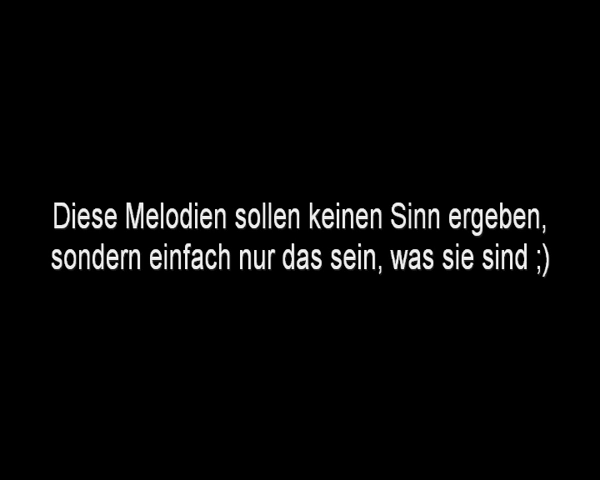 Diese Melodien sollen keinen Sinn ergeben,
sondern einfach nur das sein, was sie sind ;)